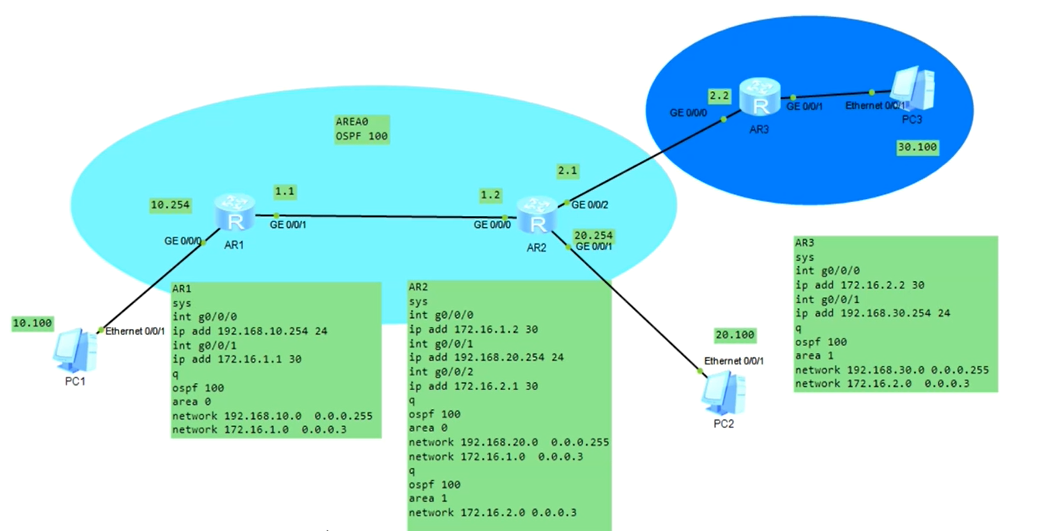 AREA0
OSPF 100
2.2
GE 0/0/0
AR3
GE 0/0/1
Ethernet 0/0/1
PC3
30.100
10.254
1.1
GE 0/0/0
AR1
GE 0/0/1
1.2
2.1
GE 0/0/0
AR2
GE 0/0/2
20.254
GE 0/0/1
10.100
Ethernet 0/0/1
PC1
20.100
Ethernet 0/0/1
PC2
AR1
sys
int g0/0/0
ip add 192.168.10.254 24
int g0/0/1
ip add 172.16.1.1 30
q
ospf 100
area 0
network 192.168.10.0 0.0.0.255
network 172.16.1.0 0.0.0.3
AR2
sys
int g0/0/0
ip add 172.16.1.2 30
int g0/0/1
ip add 192.168.20.254 24
int g0/0/2
ip add 172.16.2.1 30
q
ospf 100
area 0
network 192.168.20.0 0.0.0.255
network 172.16.1.0 0.0.0.3
q
ospf 100
area 1
network 172.16.2.0 0.0.0.3
AR3
sys
int g0/0/0
ip add 172.16.2.2 30
int g0/0/1
ip add 192.168.30.254 24
q
ospf 100
area 1
network 192.168.30.0 0.0.0.255
network 172.16.2.0 0.0.0.3
R
R
R